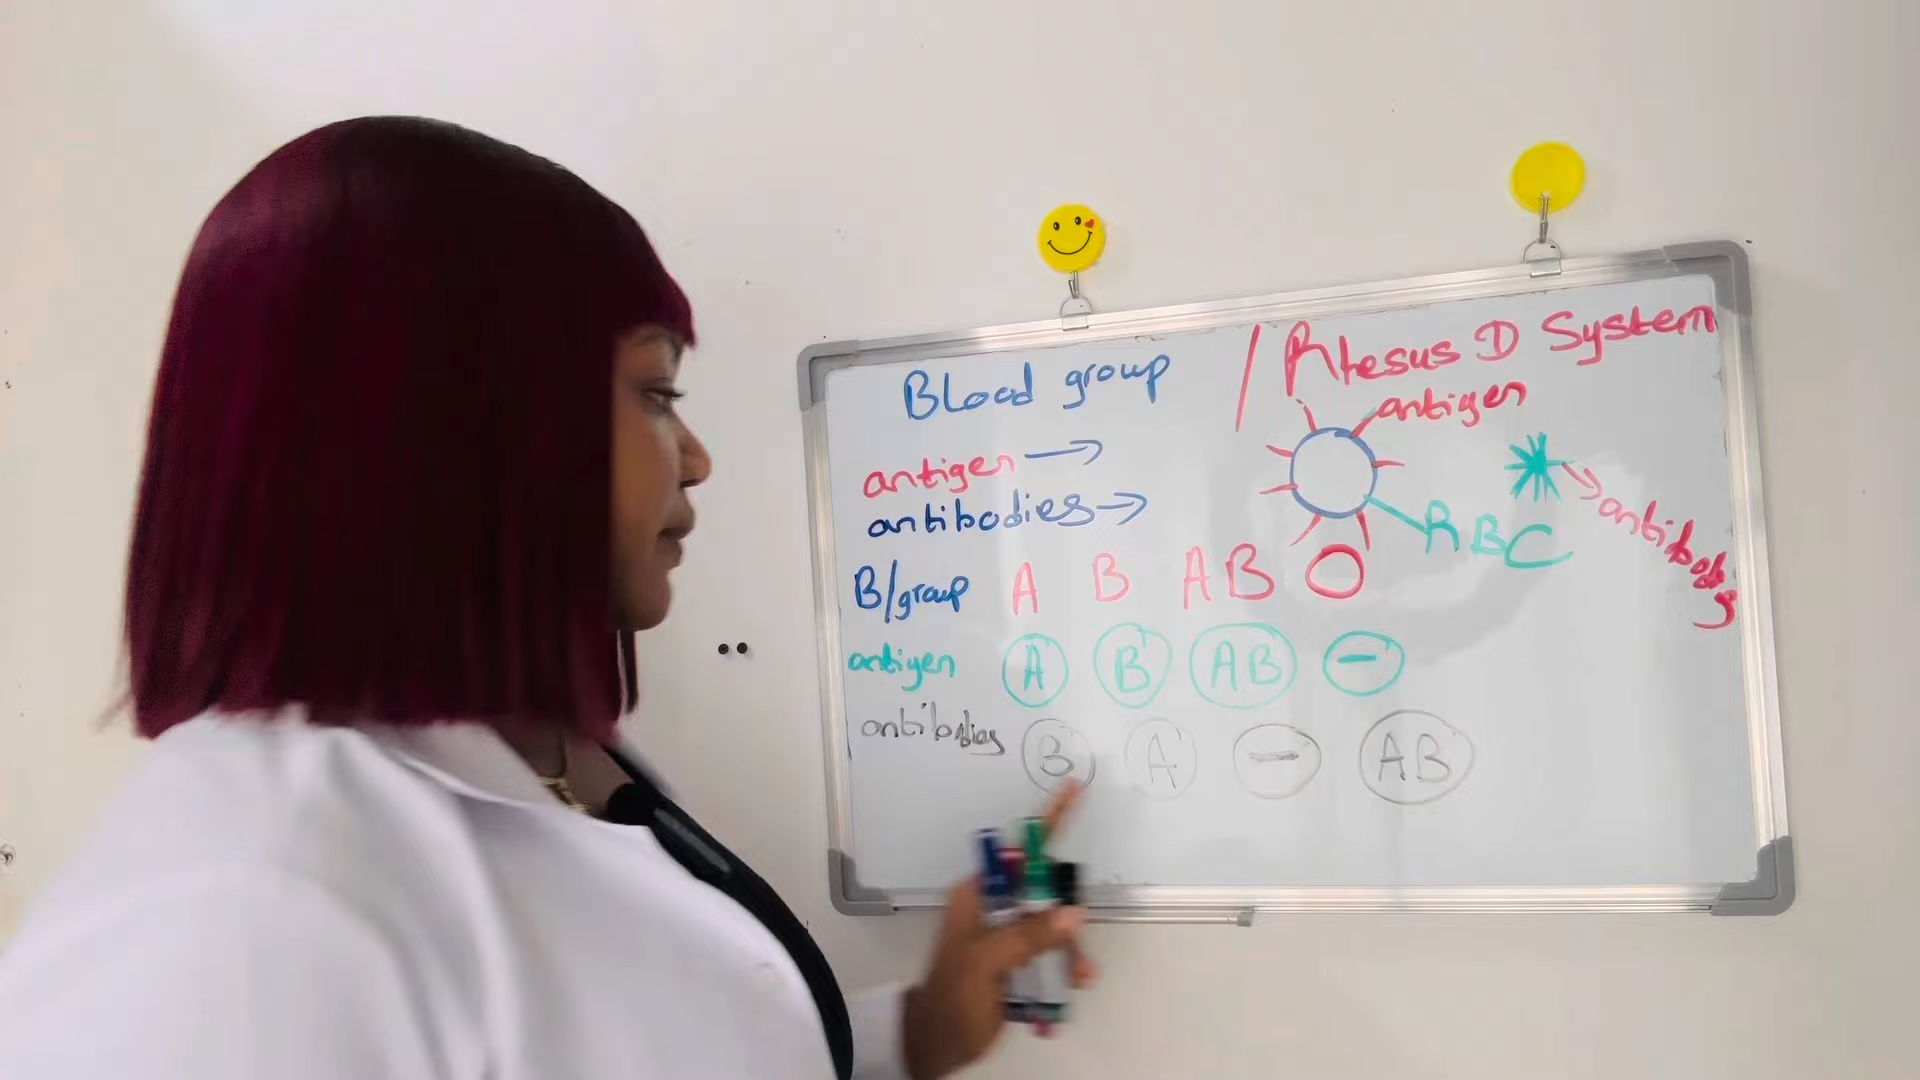 Blood group / Rhesus D System
antigen →
antibodies →
antigen
RBC
antibodies
B/group A B AB O
antigen A B AB –
antibodies B A – AB